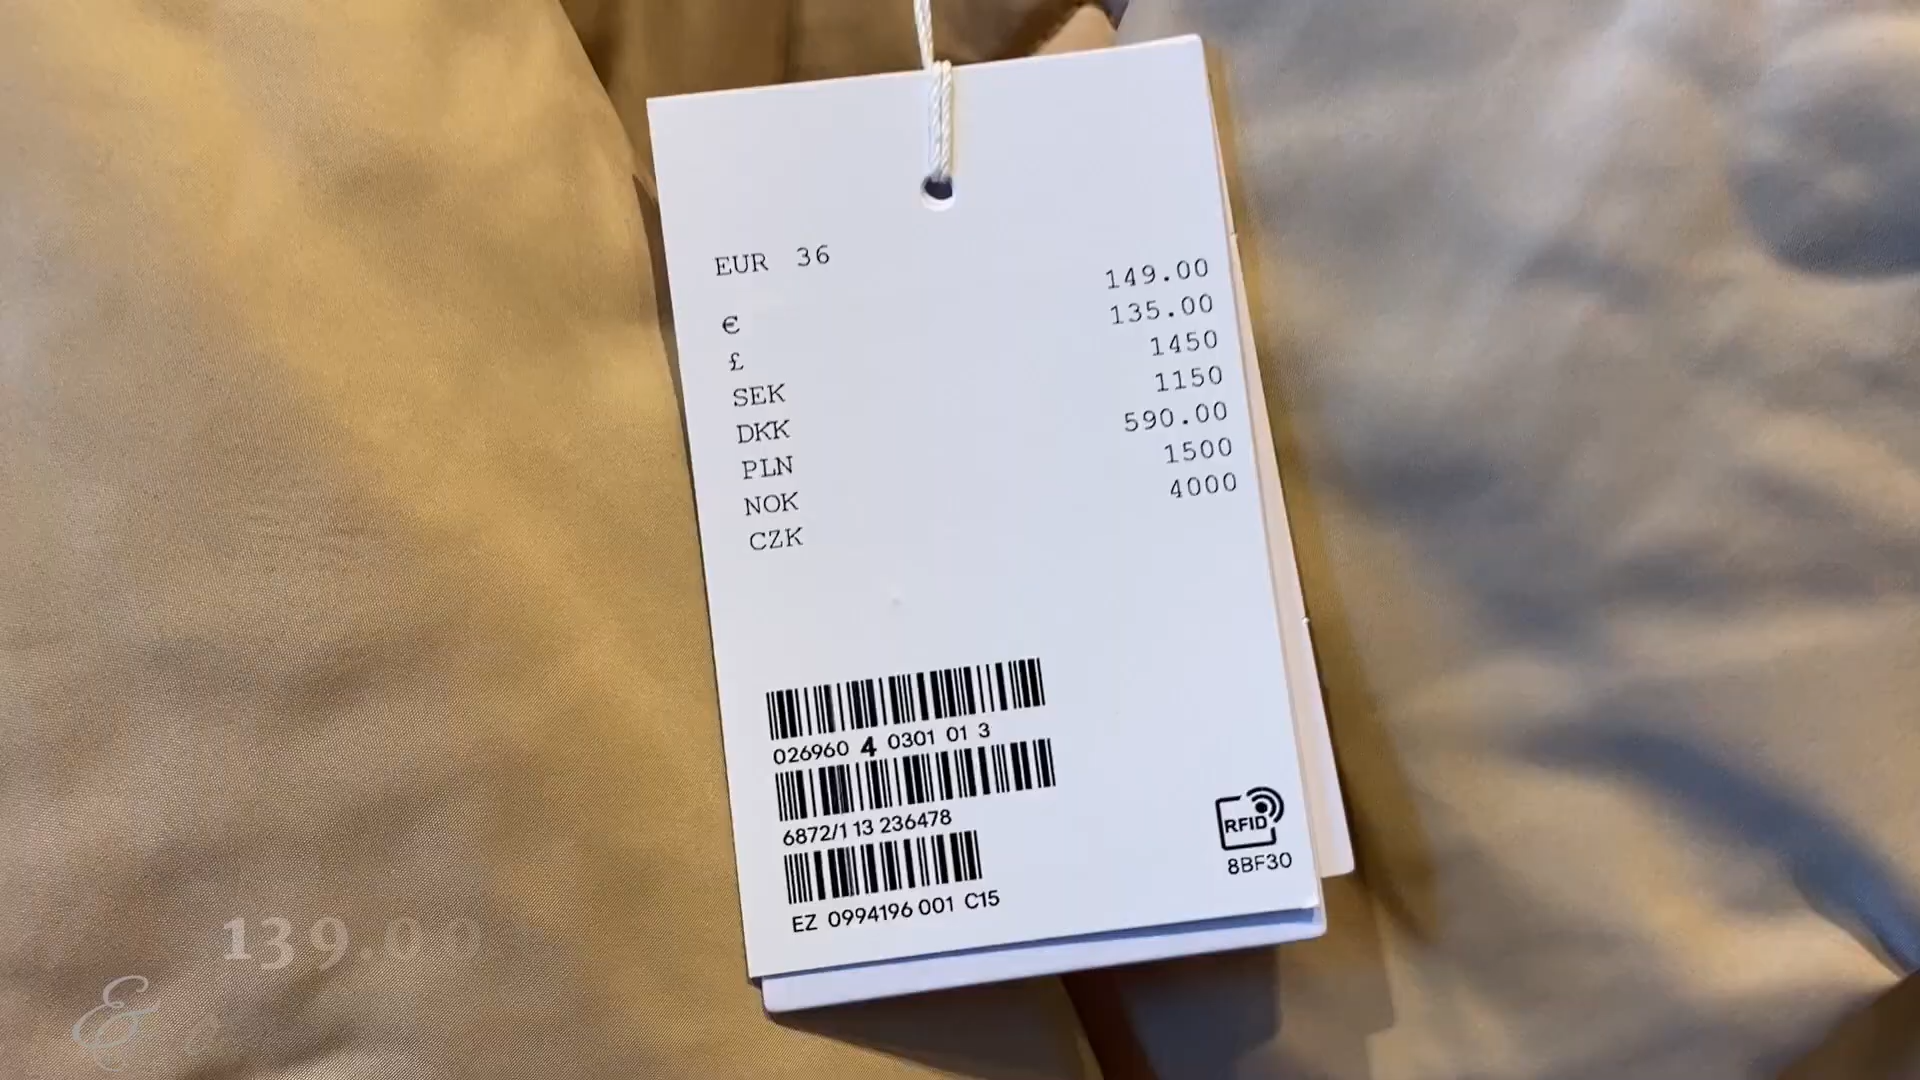 EUR 36
€ 149.00
£ 135.00
SEK 1450
DKK 1150
PLN 590.00
NOK 1500
CZK 4000
026960 4 0301 01 3
6872/1 13 236478
EZ 0994196 001 C15
RFID
8BF30
139.00
&